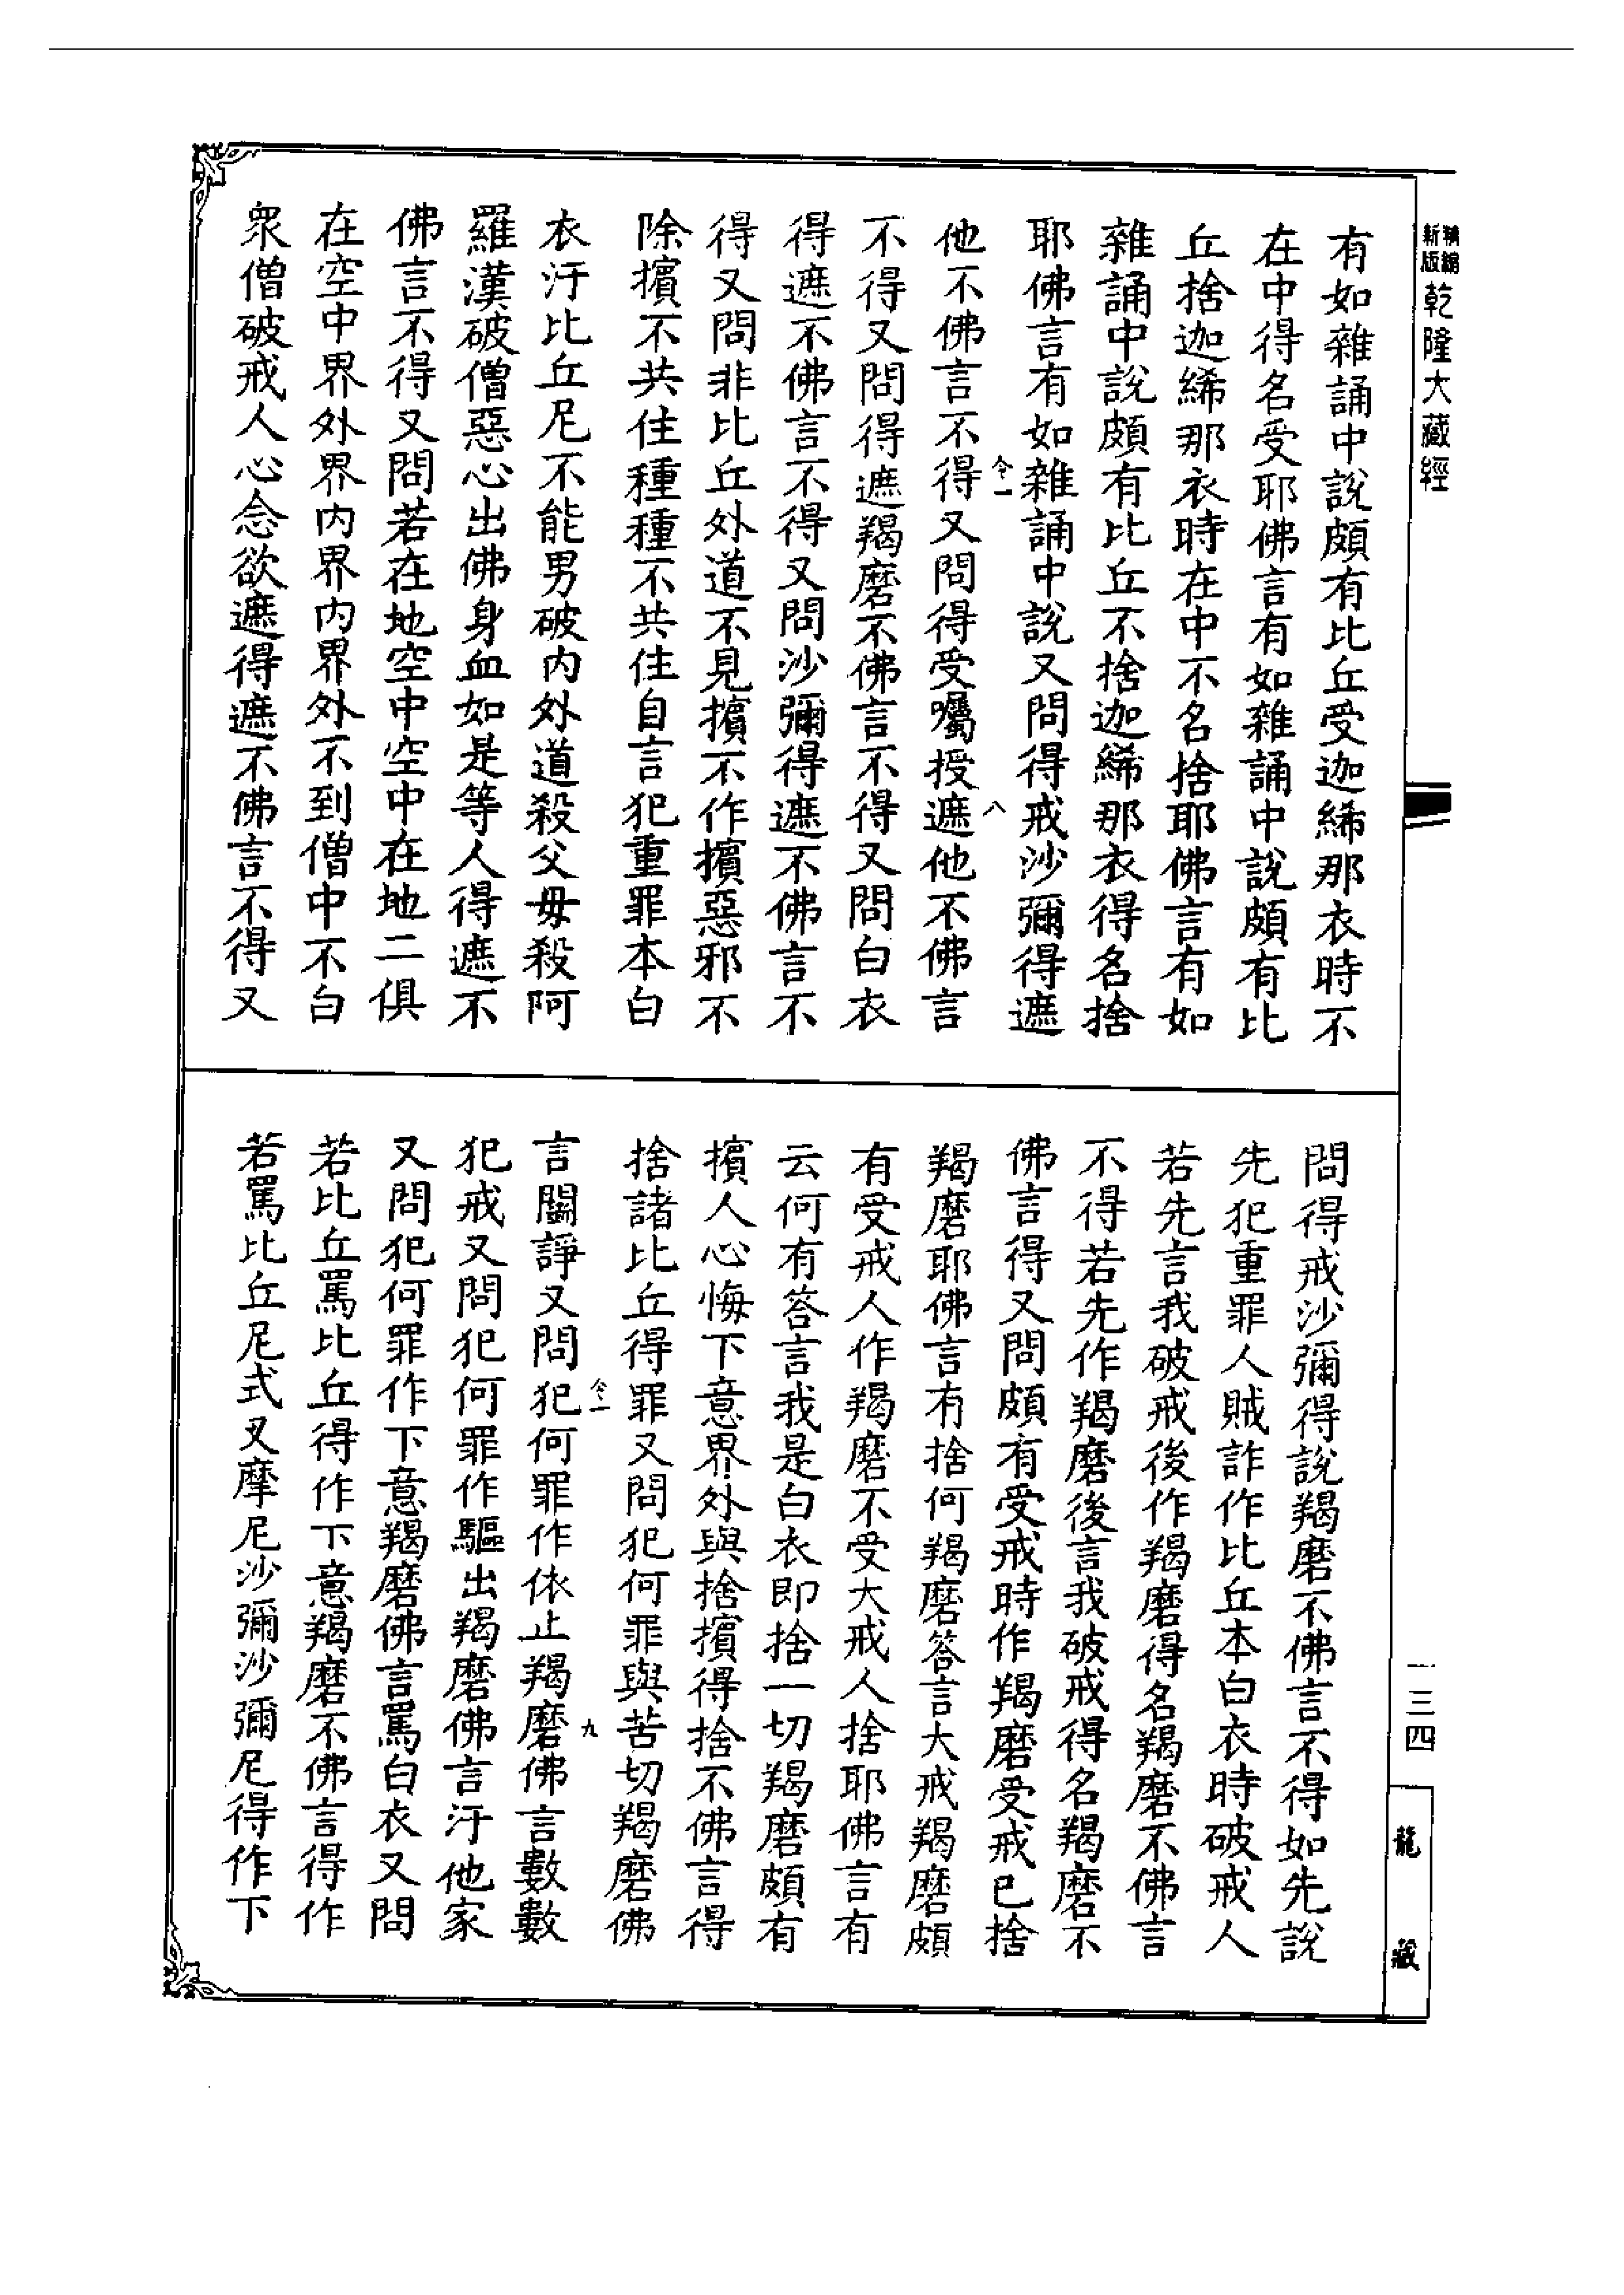 新編
新版
乾隆大藏經
有如雜誦中說頗有比丘受迦絺那衣時不
在中得名受耶佛言有如雜誦中說頗有比
丘捨迦絺那衣時在中不名捨耶佛言有如
雜誦中說頗有比丘不捨迦絺那衣得名捨
耶佛言有如雜誦中說又問得戒沙彌得遮
令一
八
他不佛言不得又問得受囑授遮他不佛言
不得又問得遮羯磨不佛言不得又問白衣
得遮不佛言不得又問沙彌得遮不佛言不
得又問非比丘外道不見擯不作擯惡邪不
除擯不共住種種不共住自言犯重罪本白
衣汙比丘尼不能男破內外道殺父母殺阿
羅漢破僧惡心出佛身血如是等人得遮不
佛言不得又問若在地空中空中在地二俱
在空中界外界內界內界外不到僧中不白
眾僧破戒人心念欲遮得遮不佛言不得又
問得戒沙彌得說羯磨不佛言不得如先說
先犯重罪人賊詐作比丘本白衣時破戒人
若先言我破戒後作羯磨得名羯磨不佛言
不得若先作羯磨後言我破戒得名羯磨不
佛言得又問頗有受戒時作羯磨受戒已捨
羯磨耶佛言有捨何羯磨答言大戒羯磨頗
有受戒人作羯磨不受大戒人捨耶佛言有
云何有答言我是白衣即捨一切羯磨頗有
擯人心悔下意界外與捨擯得捨不佛言得
捨諸比丘得罪又問犯何罪與苦切羯磨佛
令一
九
言鬪諍又問犯何罪作依止羯磨佛言數數
犯戒又問犯何罪作驅出羯磨佛言汙他家
又問犯何罪作下意羯磨佛言罵白衣又問
若比丘罵比丘得作下意羯磨不佛言得作
若罵比丘尼式叉摩尼沙彌沙彌尼得作下
一三四
龍藏